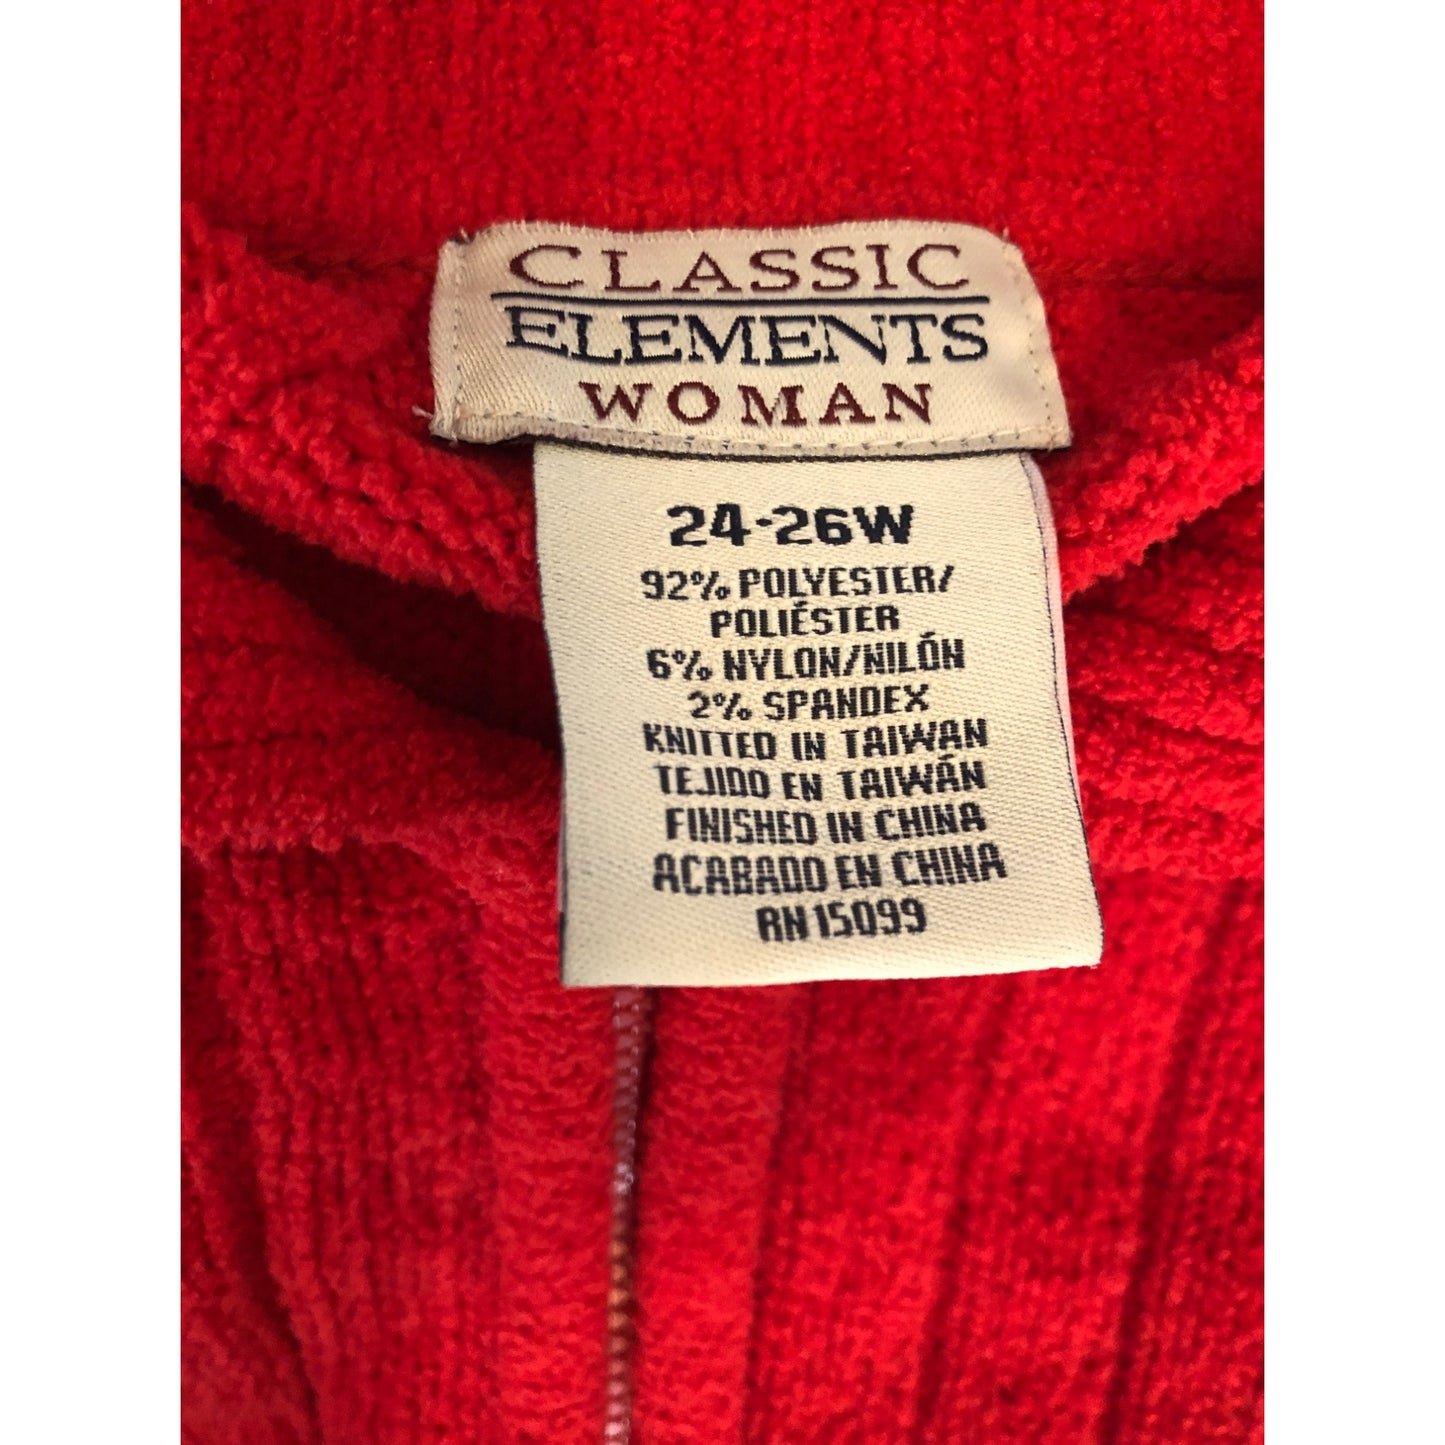 CLASSIC
ELEMENTS
WOMAN
24-26W
92% POLYESTER/
POLIÉSTER
6% NYLON/NILÓN
2% SPANDEX
KNITTED IN TAIWAN
TEJIDO EN TAIWÁN
FINISHED IN CHINA
ACABADO EN CHINA
RN 15099